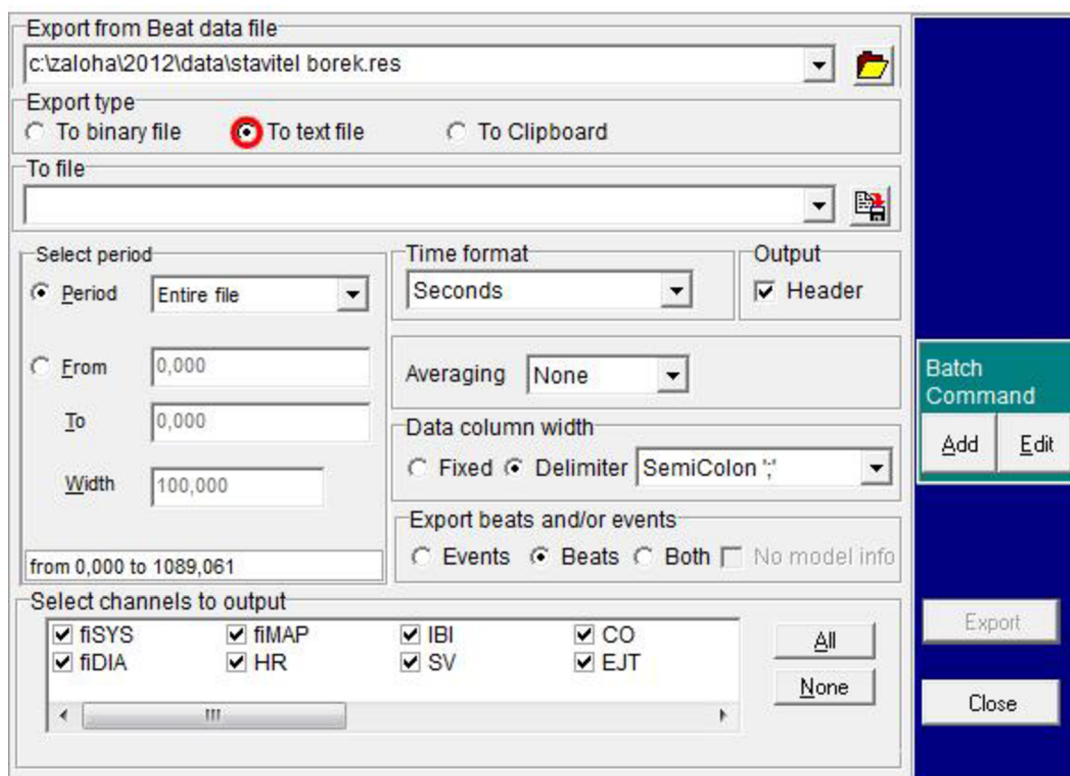 Export from Beat data file
c:\zaloha\2012\data\stavitel borek.res
Export type
To binary file To text file To Clipboard
To file
Select period
Period Entire file
From 0,000
To 0,000
Width 100,000
from 0,000 to 1089,061
Time format
Seconds
Output
Header
Averaging None
Data column width
Fixed Delimiter SemiColon ';'
Export beats and/or events
Events Beats Both No model info
Select channels to output
fiSYS fiMAP IBI CO
fiDIA HR SV EJT
All
None
Batch
Command
Add Edit
Export
Close